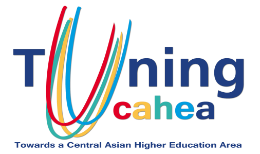 Tuning
cahea
Towards a Central Asian Higher Education Area